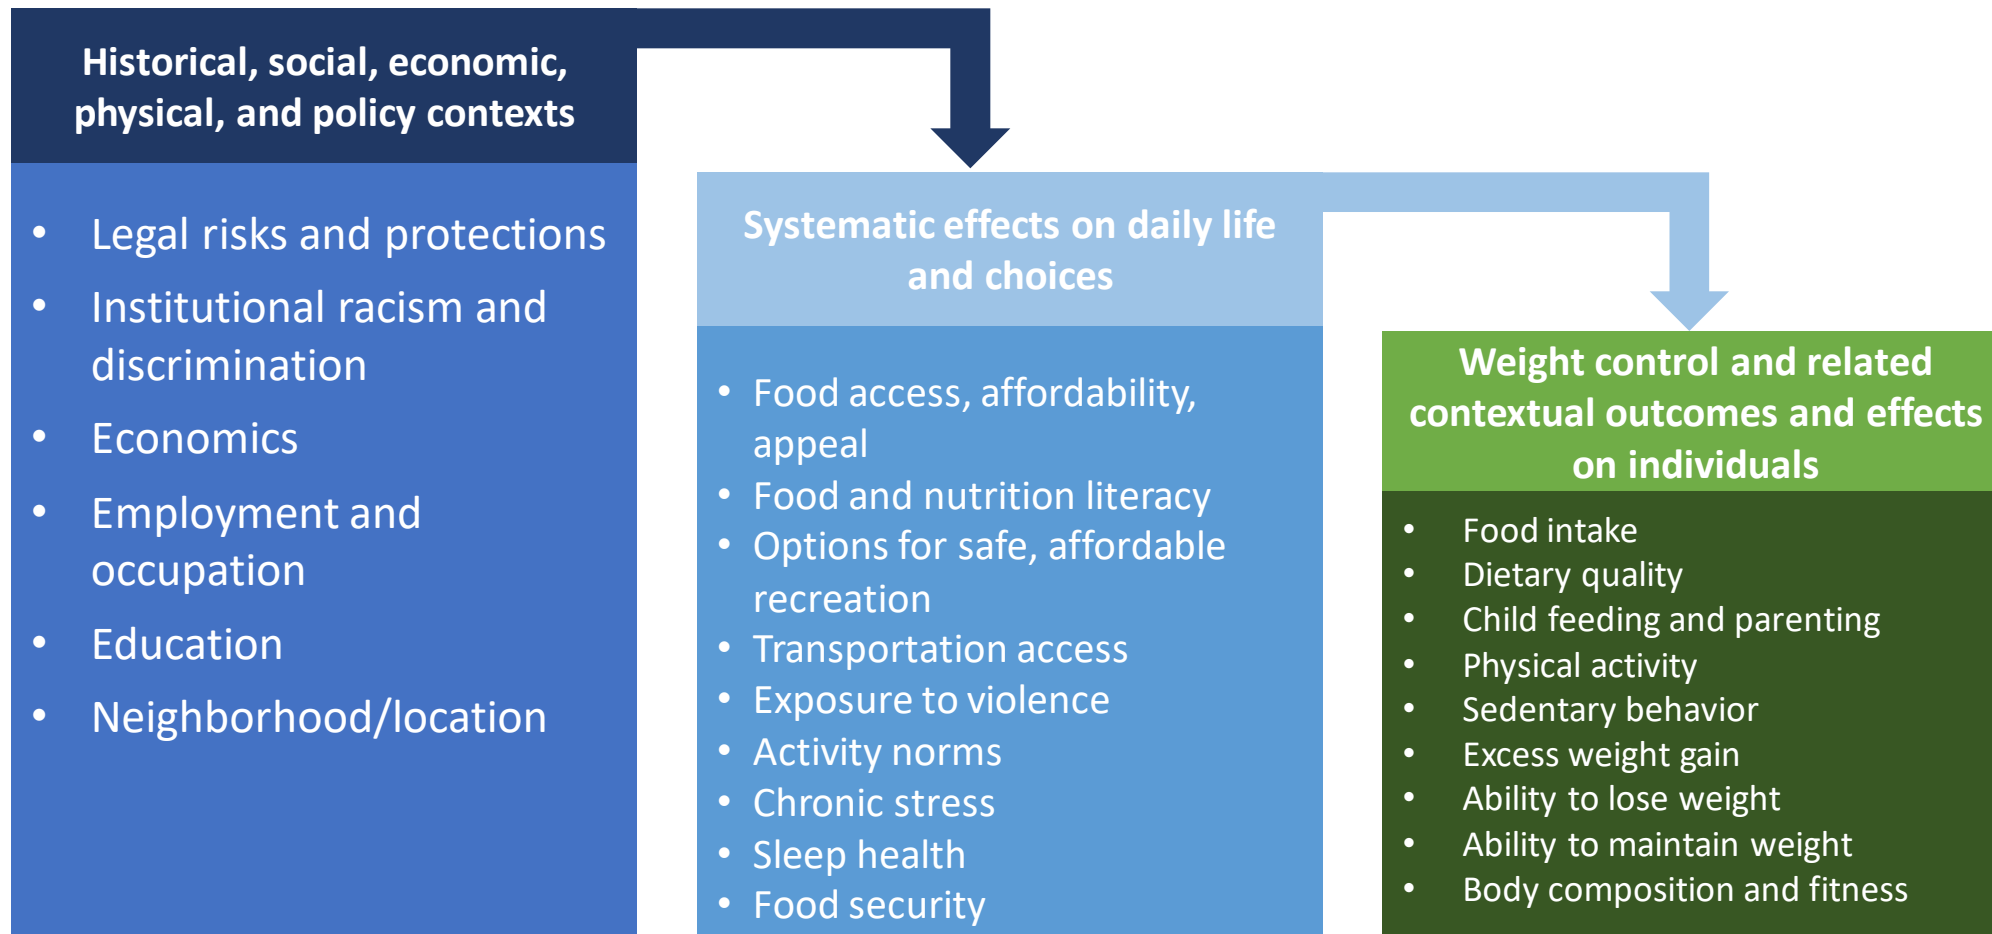 Historical, social, economic,
physical, and policy contexts
• Legal risks and protections
• Institutional racism and
discrimination
• Economics
• Employment and
occupation
• Education
• Neighborhood/location
Systematic effects on daily life
and choices
• Food access, affordability,
appeal
• Food and nutrition literacy
• Options for safe, affordable
recreation
• Transportation access
• Exposure to violence
• Activity norms
• Chronic stress
• Sleep health
• Food security
Weight control and related
contextual outcomes and effects
on individuals
• Food intake
• Dietary quality
• Child feeding and parenting
• Physical activity
• Sedentary behavior
• Excess weight gain
• Ability to lose weight
• Ability to maintain weight
• Body composition and fitness